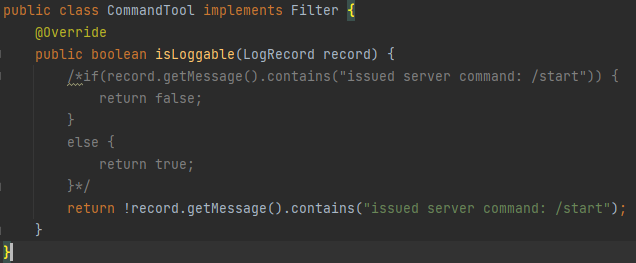 public class CommandTool implements Filter {
@Override
public boolean isLoggable(LogRecord record) {
/*if(record.getMessage().contains("issued server command: /start")) {
return false;
}
else {
return true;
}*/
return !record.getMessage().contains("issued server command: /start");
}
}